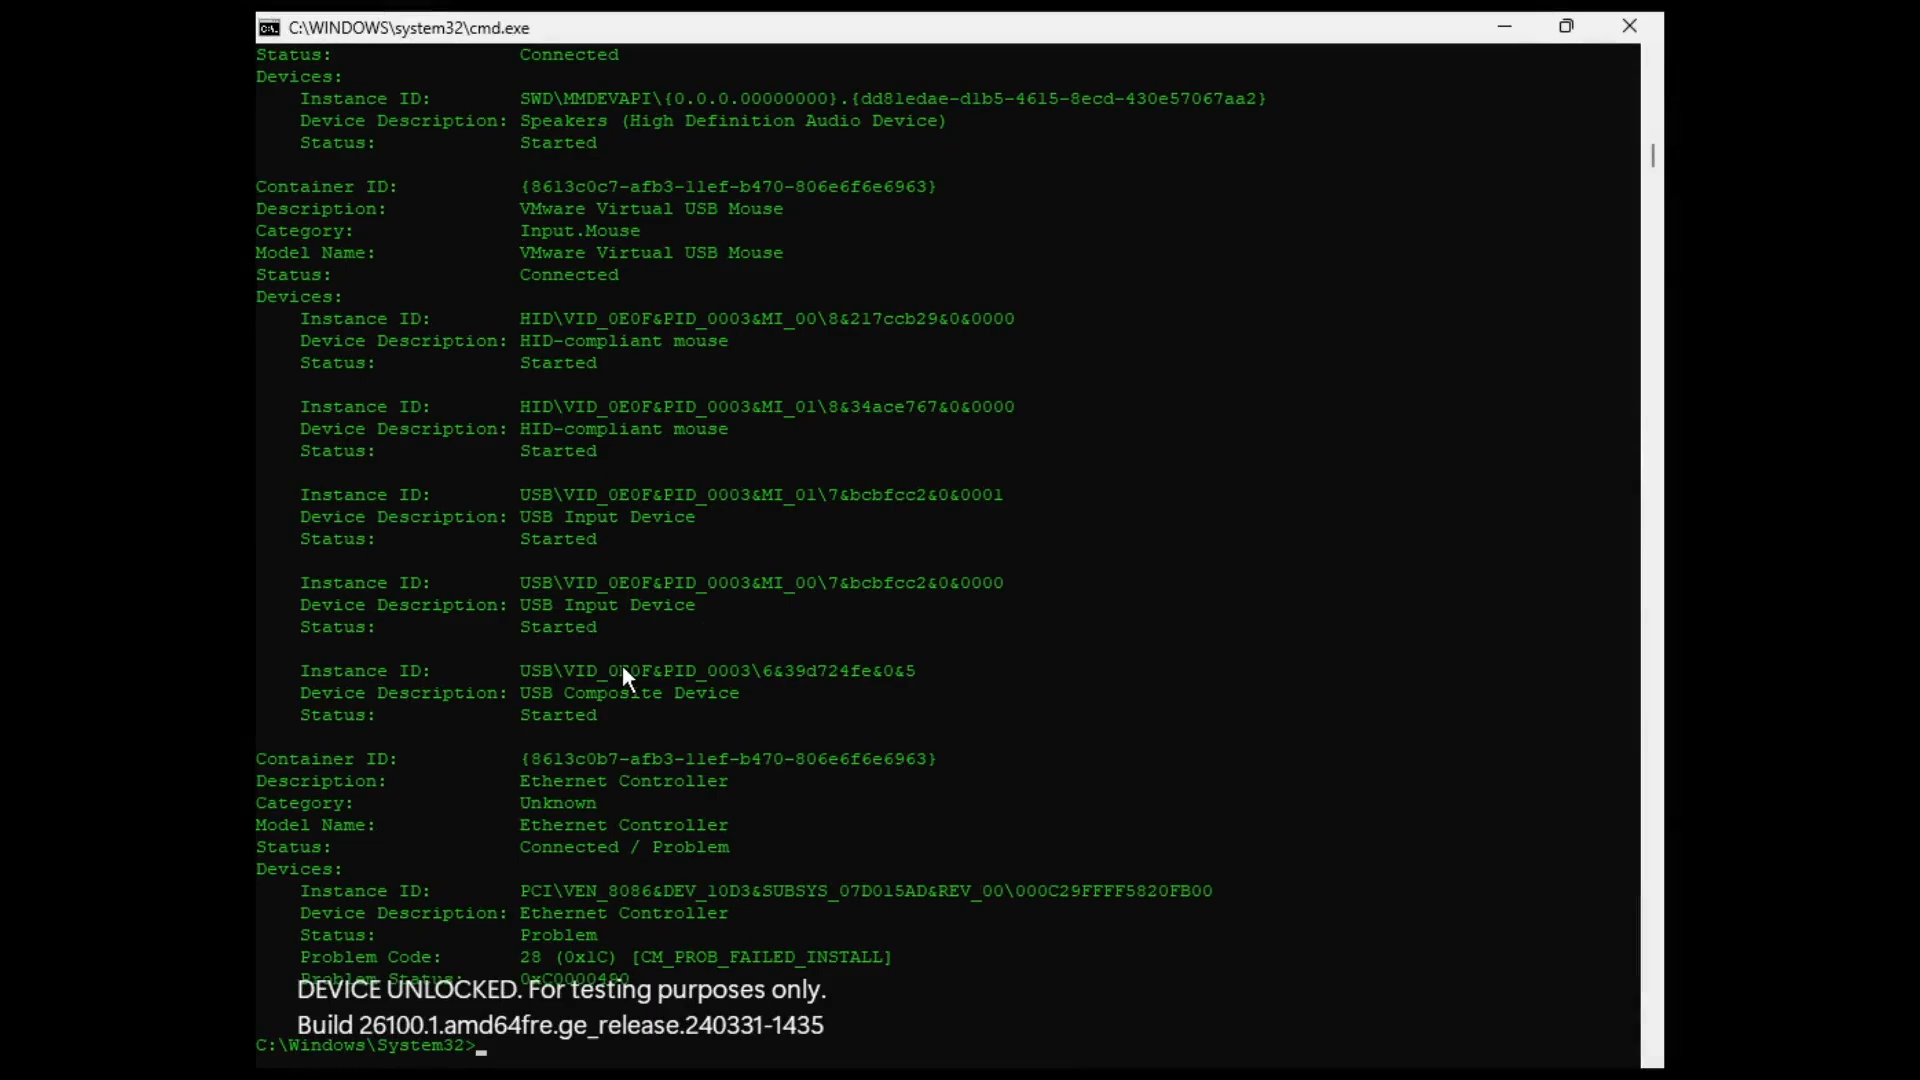 C:\WINDOWS\system32\cmd.exe
Status: Connected
Devices:
Instance ID: SWD\MMDEVAPI\{0.0.0.00000000}.{dd81edae-d1b5-4615-8ecd-430e57067aa2}
Device Description: Speakers (High Definition Audio Device)
Status: Started
Container ID: {8613c0c7-afb3-11ef-b470-806e6f6e6963}
Description: VMware Virtual USB Mouse
Category: Input.Mouse
Model Name: VMware Virtual USB Mouse
Status: Connected
Devices:
Instance ID: HID\VID_0E0F&PID_0003&MI_00\8&217ccb29&0&0000
Device Description: HID-compliant mouse
Status: Started
Instance ID: HID\VID_0E0F&PID_0003&MI_01\8&34ace767&0&0000
Device Description: HID-compliant mouse
Status: Started
Instance ID: USB\VID_0E0F&PID_0003&MI_01\7&bcbfcc2&0&0001
Device Description: USB Input Device
Status: Started
Instance ID: USB\VID_0E0F&PID_0003&MI_00\7&bcbfcc2&0&0000
Device Description: USB Input Device
Status: Started
Instance ID: USB\VID_0E0F&PID_0003\6&39d724fe&0&5
Device Description: USB Composite Device
Status: Started
Container ID: {8613c0b7-afb3-11ef-b470-806e6f6e6963}
Description: Ethernet Controller
Category: Unknown
Model Name: Ethernet Controller
Status: Connected / Problem
Devices:
Instance ID: PCI\VEN_8086&DEV_10D3&SUBSYS_07D015AD&REV_00\000C29FFFF5820FB00
Device Description: Ethernet Controller
Status: Problem
Problem Code: 28 (0x1C) [CM_PROB_FAILED_INSTALL]
Problem Status: 0xC0000490
DEVICE UNLOCKED. For testing purposes only.
Build 26100.1.amd64fre.ge_release.240331-1435
C:\Windows\System32>